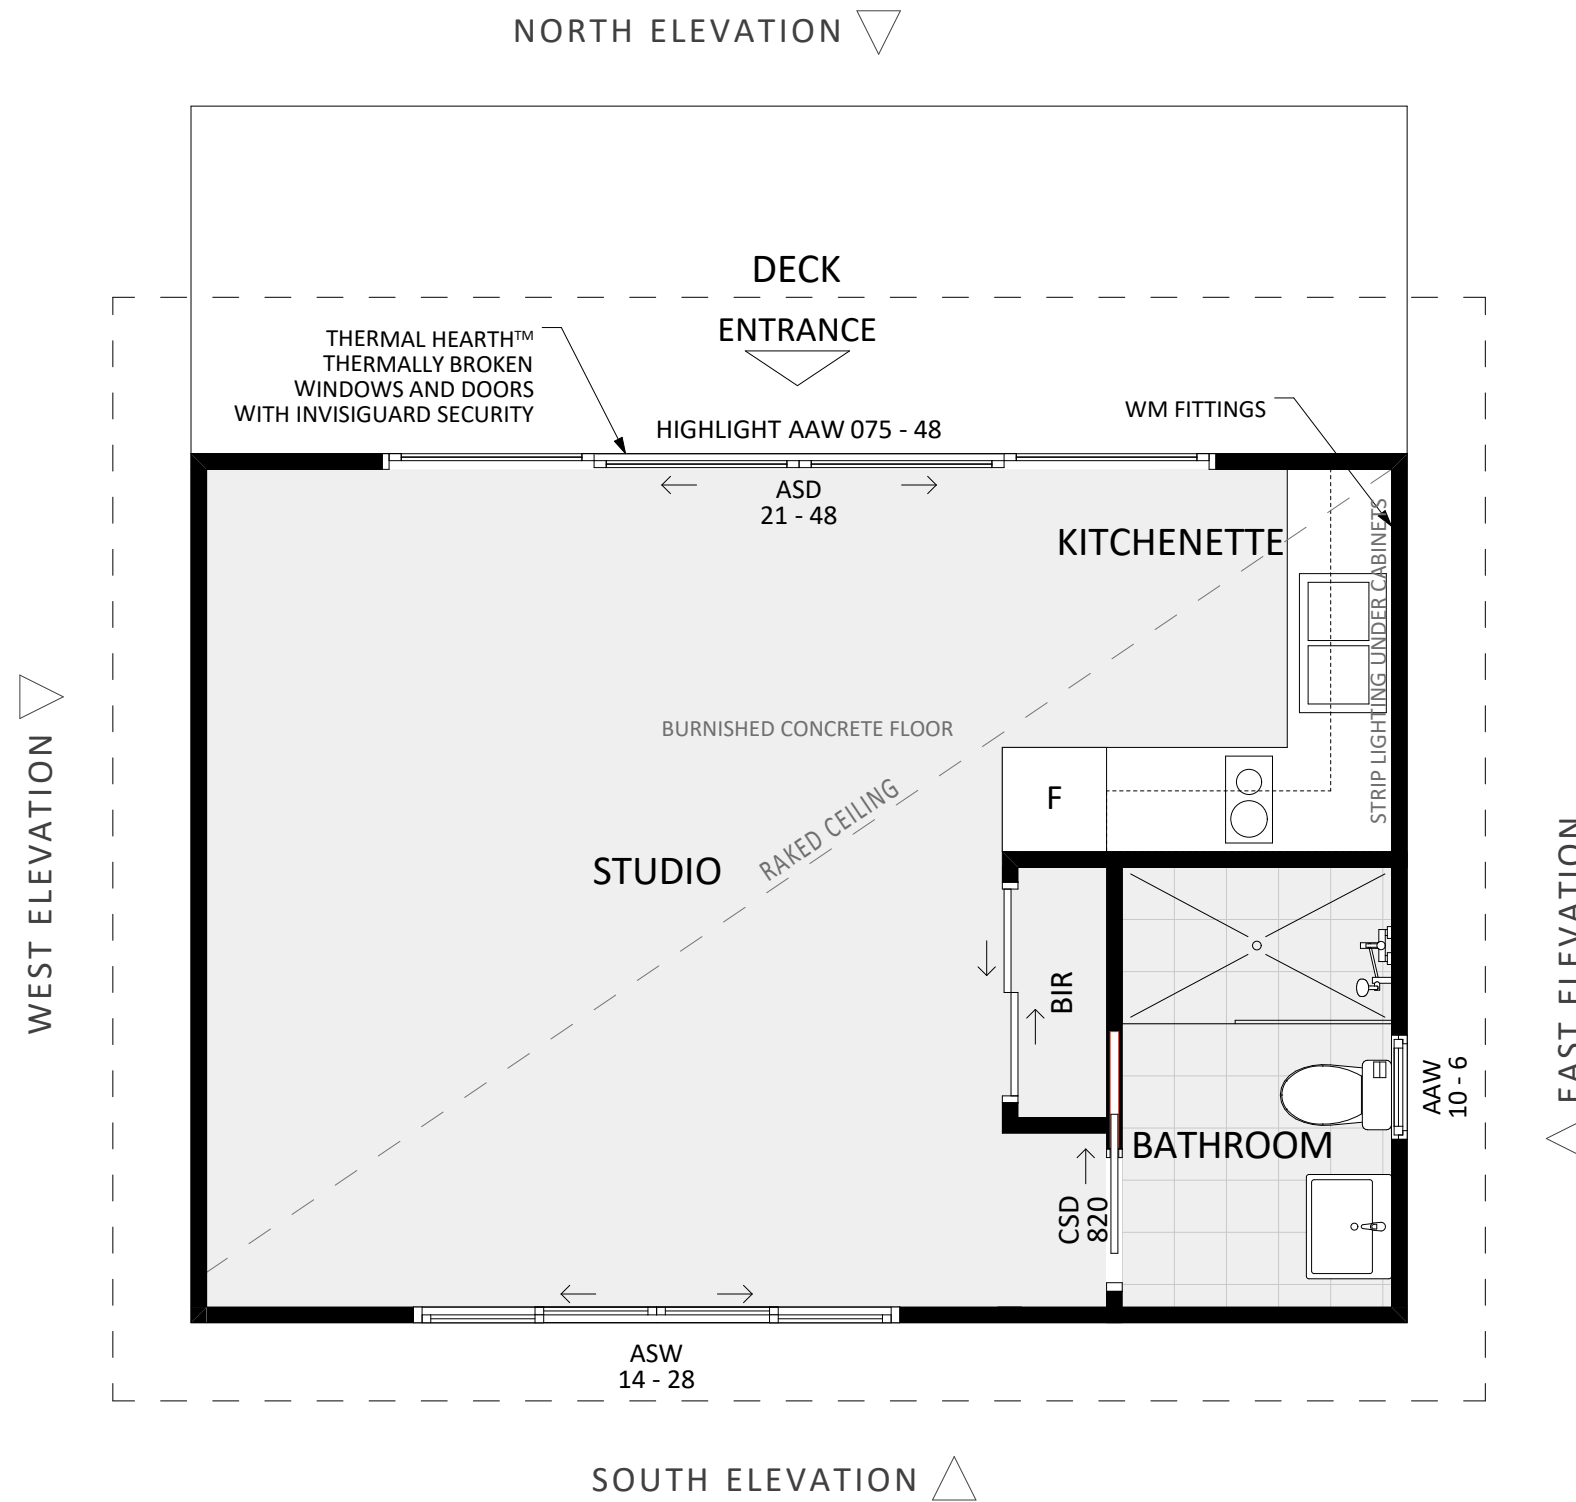 NORTH ELEVATION
DECK
ENTRANCE
THERMAL HEARTH™
THERMALLY BROKEN
WINDOWS AND DOORS
WITH INVISIGUARD SECURITY
HIGHLIGHT AAW 075 - 48
WM FITTINGS
ASD
21 - 48
KITCHENETTE
STRIP LIGHTING UNDER CABINETS
BURNISHED CONCRETE FLOOR
RAKED CEILING
F
STUDIO
WEST ELEVATION
BIR
EAST ELEVATION
AAW
10 - 6
BATHROOM
CSD
820
ASW
14 - 28
SOUTH ELEVATION